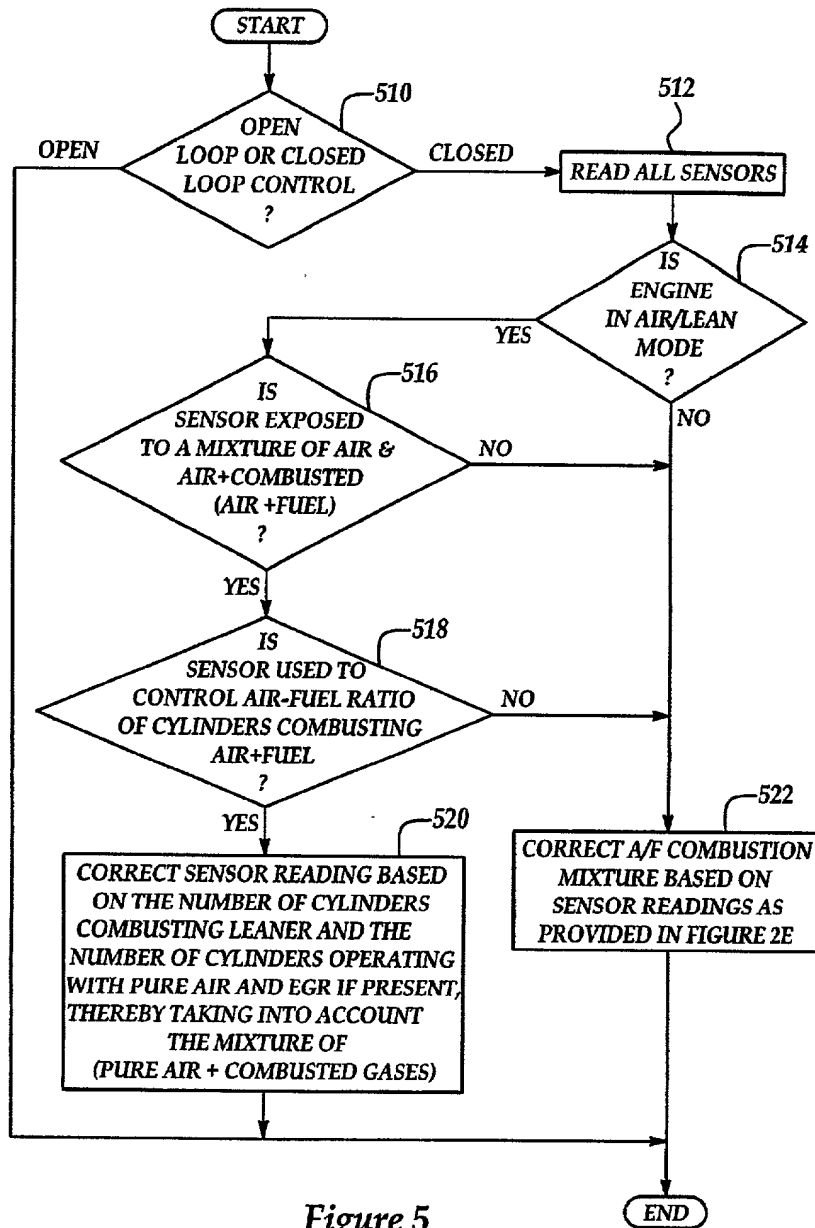 START
510
OPEN
LOOP OR CLOSED
LOOP CONTROL
?
OPEN
CLOSED
512
READ ALL SENSORS
514
IS
ENGINE
IN AIR/LEAN
MODE
?
YES
NO
516
IS
SENSOR EXPOSED
TO A MIXTURE OF AIR &
AIR+COMBUSTED
(AIR +FUEL)
?
NO
YES
518
IS
SENSOR USED TO
CONTROL AIR-FUEL RATIO
OF CYLINDERS COMBUSTING
AIR+FUEL
?
NO
YES
520
CORRECT SENSOR READING BASED
ON THE NUMBER OF CYLINDERS
COMBUSTING LEANER AND THE
NUMBER OF CYLINDERS OPERATING
WITH PURE AIR AND EGR IF PRESENT,
THEREBY TAKING INTO ACCOUNT
THE MIXTURE OF
(PURE AIR + COMBUSTED GASES)
522
CORRECT A/F COMBUSTION
MIXTURE BASED ON
SENSOR READINGS AS
PROVIDED IN FIGURE 2E
END
Figure 5